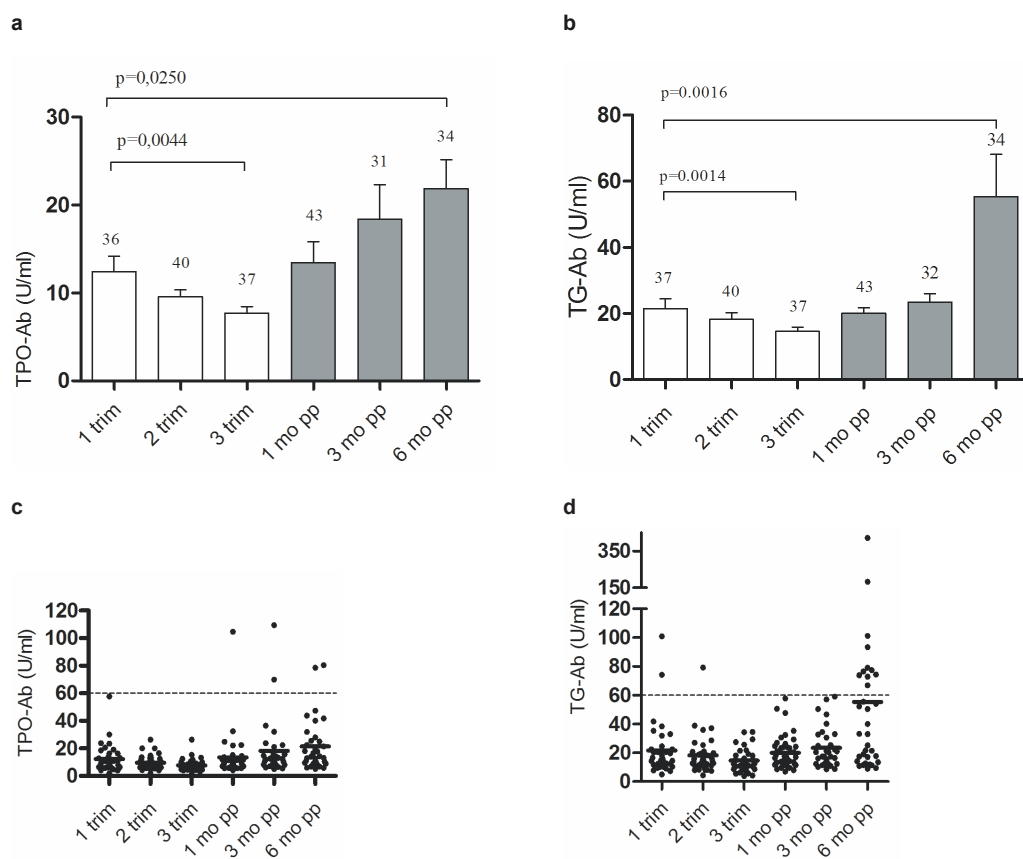 a
p=0,0250
p=0,0044
30
20
10
0
TPO-Ab (U/ml)
36
40
37
43
31
34
1 trim
2 trim
3 trim
1 mo pp
3 mo pp
6 mo pp
b
p=0.0016
p=0.0014
80
60
40
20
0
TG-Ab (U/ml)
37
40
37
43
32
34
1 trim
2 trim
3 trim
1 mo pp
3 mo pp
6 mo pp
c
120
100
80
60
40
20
0
TPO-Ab (U/ml)
1 trim
2 trim
3 trim
1 mo pp
3 mo pp
6 mo pp
d
350
150
120
100
80
60
40
20
0
TG-Ab (U/ml)
1 trim
2 trim
3 trim
1 mo pp
3 mo pp
6 mo pp